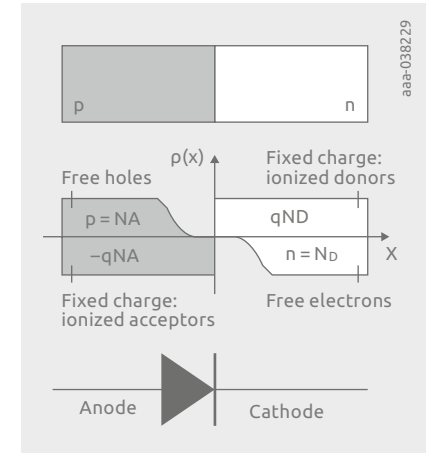 aaa-038229
p
n
ρ(x)
Fixed charge:
ionized donors
Free holes
p = NA
qND
X
–qNA
n = ND
Fixed charge:
ionized acceptors
Free electrons
Anode
Cathode